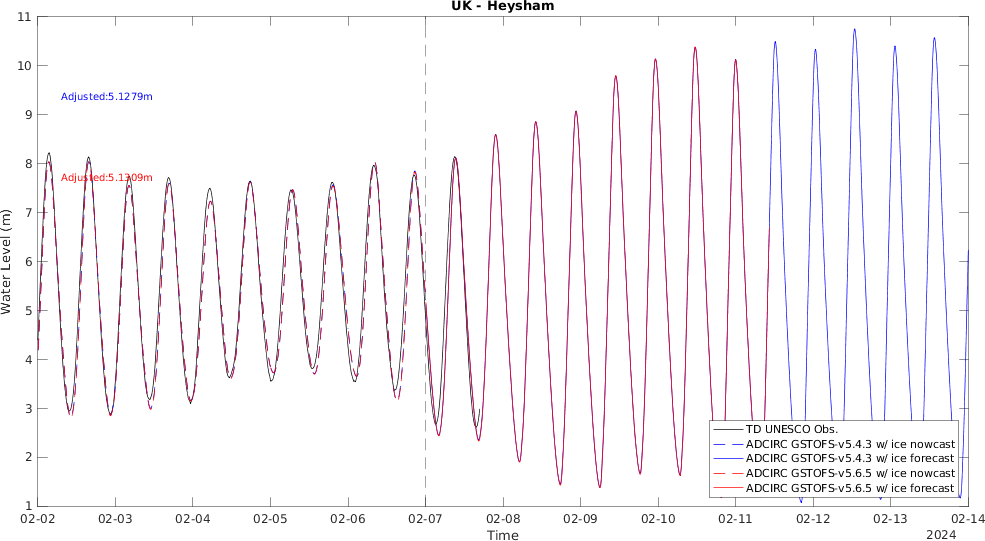 UK - Heysham
11
10
9
8
7
6
5
4
3
2
1
Water Level (m)
Adjusted:5.1279m
Adjusted:5.1309m
TD UNESCO Obs.
ADCIRC GSTOFS-v5.4.3 w/ ice nowcast
ADCIRC GSTOFS-v5.4.3 w/ ice forecast
ADCIRC GSTOFS-v5.6.5 w/ ice nowcast
ADCIRC GSTOFS-v5.6.5 w/ ice forecast
02-02 02-03 02-04 02-05 02-06 02-07 02-08 02-09 02-10 02-11 02-12 02-13 02-14
Time
2024